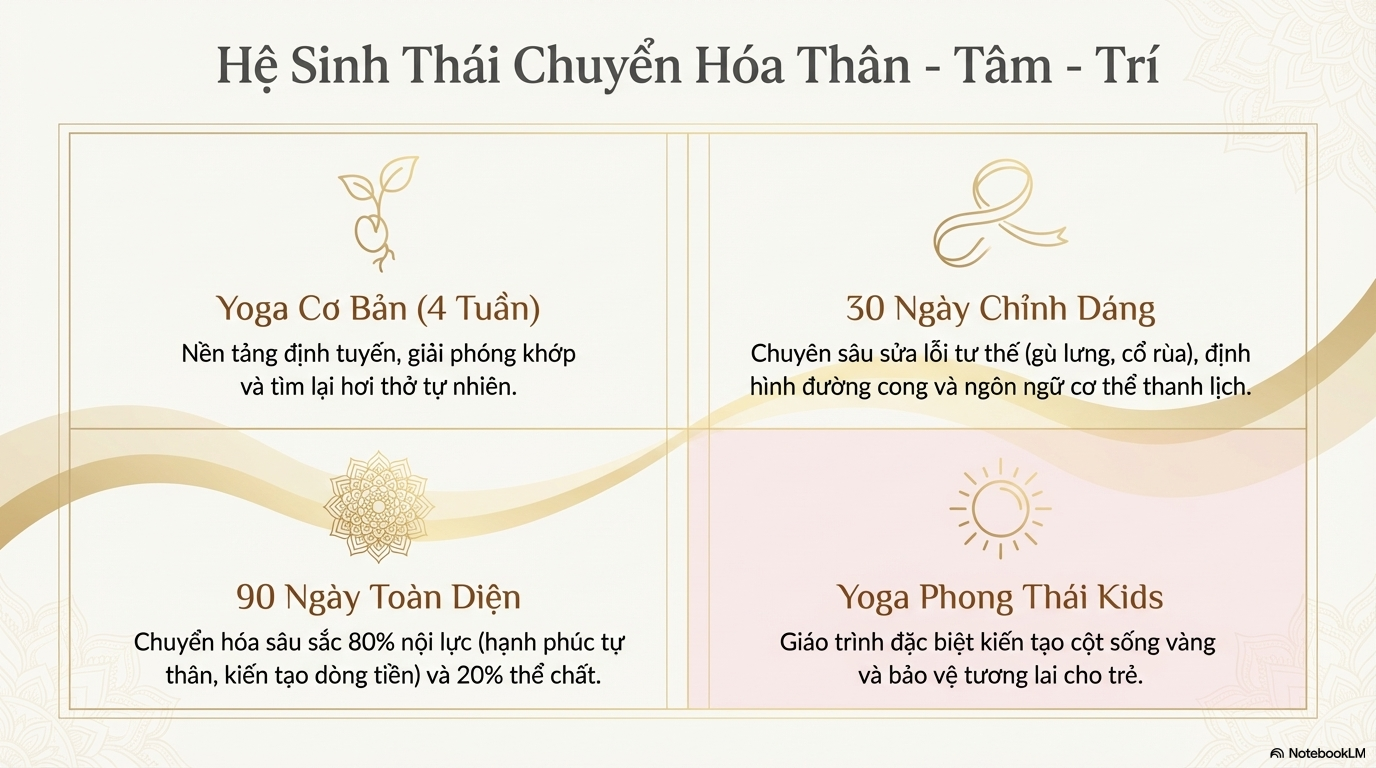 Hệ Sinh Thái Chuyển Hóa Thân - Tâm - Trí
Yoga Cơ Bản (4 Tuần)
Nền tảng định tuyến, giải phóng khớp
và tìm lại hơi thở tự nhiên.
30 Ngày Chỉnh Dáng
Chuyên sâu sửa lỗi tư thế (gù lưng, cổ rùa), định
hình đường cong và ngôn ngữ cơ thể thanh lịch.
90 Ngày Toàn Diện
Chuyển hóa sâu sắc 80% nội lực (hạnh phúc tự
thân, kiến tạo dòng tiền) và 20% thể chất.
Yoga Phong Thái Kids
Giáo trình đặc biệt kiến tạo cột sống vàng
và bảo vệ tương lai cho trẻ.
NotebookLM